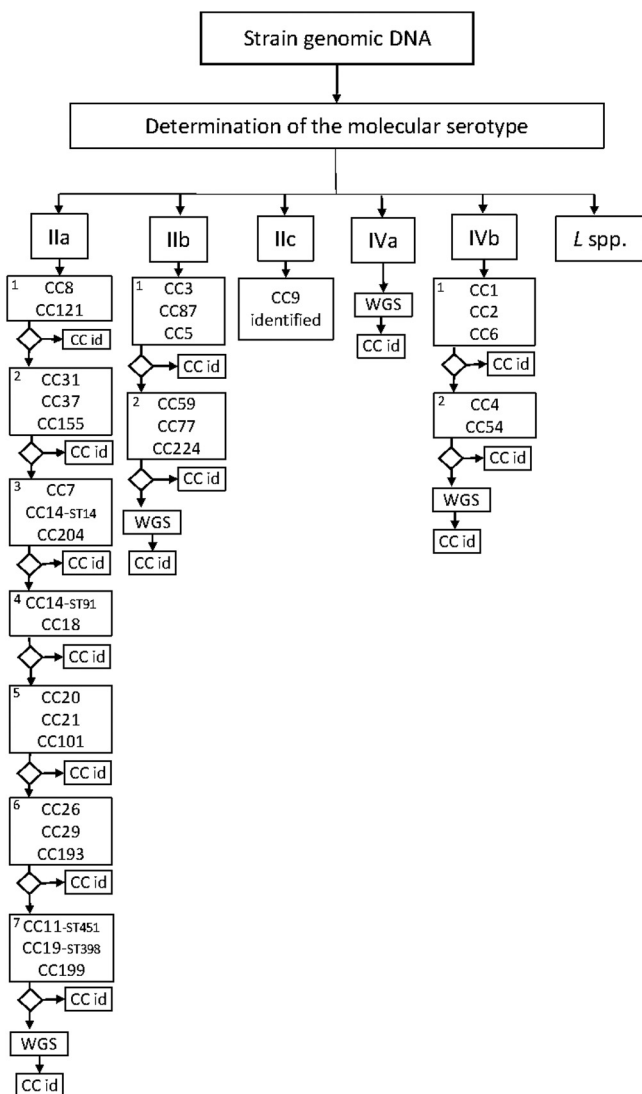 Strain genomic DNA
Determination of the molecular serotype
IIa
IIb
IIc
IVa
IVb
L spp.
1 CC8
CC121
CC id
2 CC31
CC37
CC155
CC id
3 CC7
CC14-ST14
CC204
CC id
4 CC14-ST91
CC18
CC id
5 CC20
CC21
CC101
CC id
6 CC26
CC29
CC193
CC id
7 CC11-ST451
CC19-ST398
CC199
CC id
WGS
CC id
1 CC3
CC87
CC5
CC id
2 CC59
CC77
CC224
CC id
WGS
CC id
CC9
identified
WGS
CC id
1 CC1
CC2
CC6
CC id
2 CC4
CC54
CC id
WGS
CC id